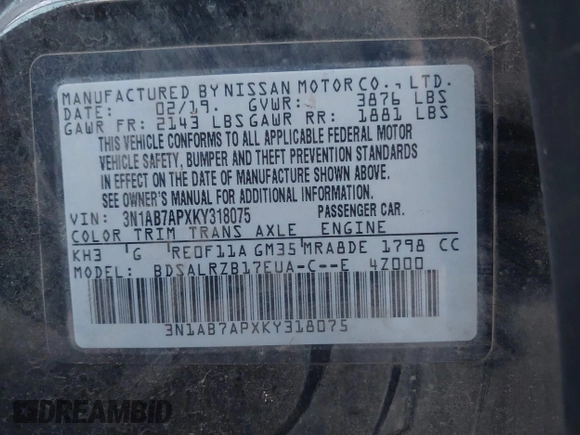 MANUFACTURED BY NISSAN MOTOR CO., LTD.
DATE: 02/19. GVWR: 3876 LBS
GAWR FR: 2143 LBS GAWR RR: 1881 LBS
THIS VEHICLE CONFORMS TO ALL APPLICABLE FEDERAL MOTOR
VEHICLE SAFETY, BUMPER AND THEFT PREVENTION STANDARDS
IN EFFECT ON THE DATE OF MANUFACTURE SHOWN ABOVE.
SEE OWNER'S MANUAL FOR ADDITIONAL INFORMATION.
VIN: 3N1AB7APXKY318075 PASSENGER CAR.
COLOR TRIM TRANS AXLE ENGINE
KH3 G RE0F11A GM35 MRA8DE 1798 CC
MODEL: BDSALRZB17EUA-C--E 4Z000
3N1AB7APXKY318075
DREAMBID